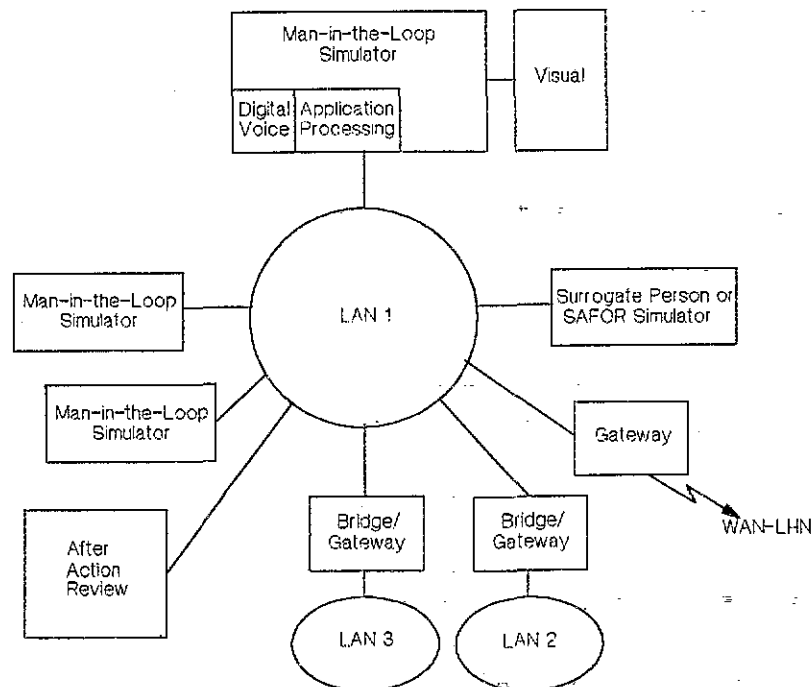 Man-in-the-Loop
Simulator
Visual
Digital
Voice
Application
Processing
LAN 1
Man-in-the-Loop
Simulator
Surrogate Person or
SAFOR Simulator
Man-in-the-Loop
Simulator
Gateway
After
Action
Review
Bridge/
Gateway
Bridge/
Gateway
WAN-LHN
LAN 3
LAN 2